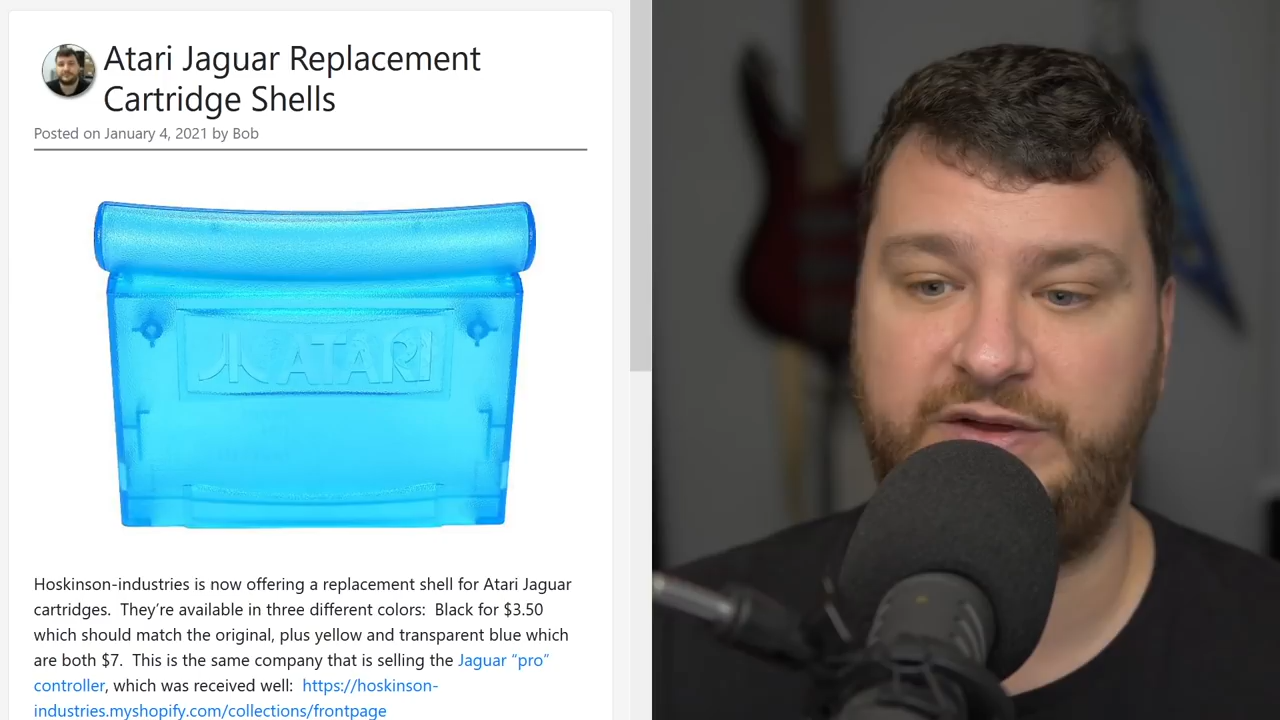 Atari Jaguar Replacement
Cartridge Shells
Posted on January 4, 2021 by Bob
ATARI
Hoskinson-industries is now offering a replacement shell for Atari Jaguar
cartridges.  They’re available in three different colors:  Black for $3.50
which should match the original, plus yellow and transparent blue which
are both $7.  This is the same company that is selling the Jaguar “pro”
controller, which was received well:  https://hoskinson-
industries.myshopify.com/collections/frontpage